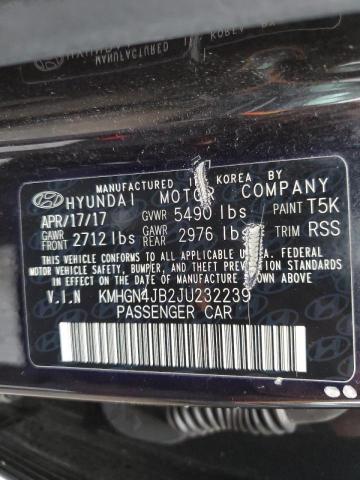 MANUFACTURED IN KOREA BY
HYUNDAI MOTOR COMPANY
APR/17/17 GVWR 5490 lbs PAINT T5K
GAWR FRONT 2712 lbs GAWR REAR 2976 lbs TRIM RSS
THIS VEHICLE CONFORMS TO ALL APPLICABLE U.S.A. FEDERAL
MOTOR VEHICLE SAFETY, BUMPER, AND THEFT PREVENTION STANDARDS
IN EFFECT ON THE DATE OF MANUFACTURE SHOWN ABOVE.
V.I.N KMHGN4JB2JU232239
PASSENGER CAR